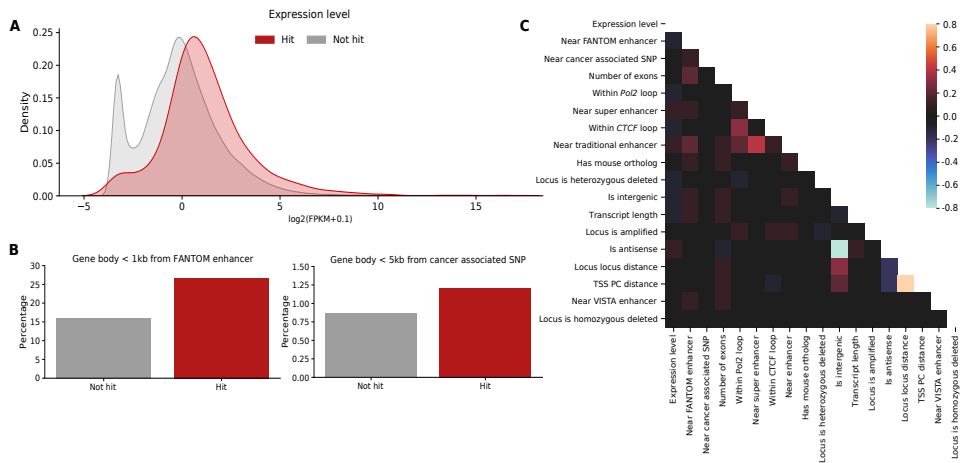 A
Expression level
Hit
Not hit
0.25
0.20
0.15
0.10
0.05
0.00
Density
−5
0
5
10
15
log2(FPKM+0.1)
B
Gene body < 1kb from FANTOM enhancer
30
25
20
15
10
5
0
Percentage
Not hit
Hit
Gene body < 5kb from cancer associated SNP
1.50
1.25
1.00
0.75
0.50
0.25
0.00
Percentage
Not hit
Hit
C
Expression level
Near FANTOM enhancer
Near cancer associated SNP
Number of exons
Within Pol2 loop
Near super enhancer
Within CTCF loop
Near traditional enhancer
Has mouse ortholog
Locus is heterozygous deleted
Is intergenic
Transcript length
Locus is amplified
Is antisense
Locus locus distance
TSS PC distance
Near VISTA enhancer
Locus is homozygous deleted
Expression level
Near FANTOM enhancer
Near cancer associated SNP
Number of exons
Within Pol2 loop
Near super enhancer
Within CTCF loop
Near enhancer
Has mouse ortholog
Locus is heterozygous deleted
Is intergenic
Transcript length
Locus is amplified
Is antisense
Locus locus distance
TSS PC distance
Near VISTA enhancer
Locus is homozygous deleted
0.8
0.6
0.4
0.2
0.0
-0.2
-0.4
-0.6
-0.8